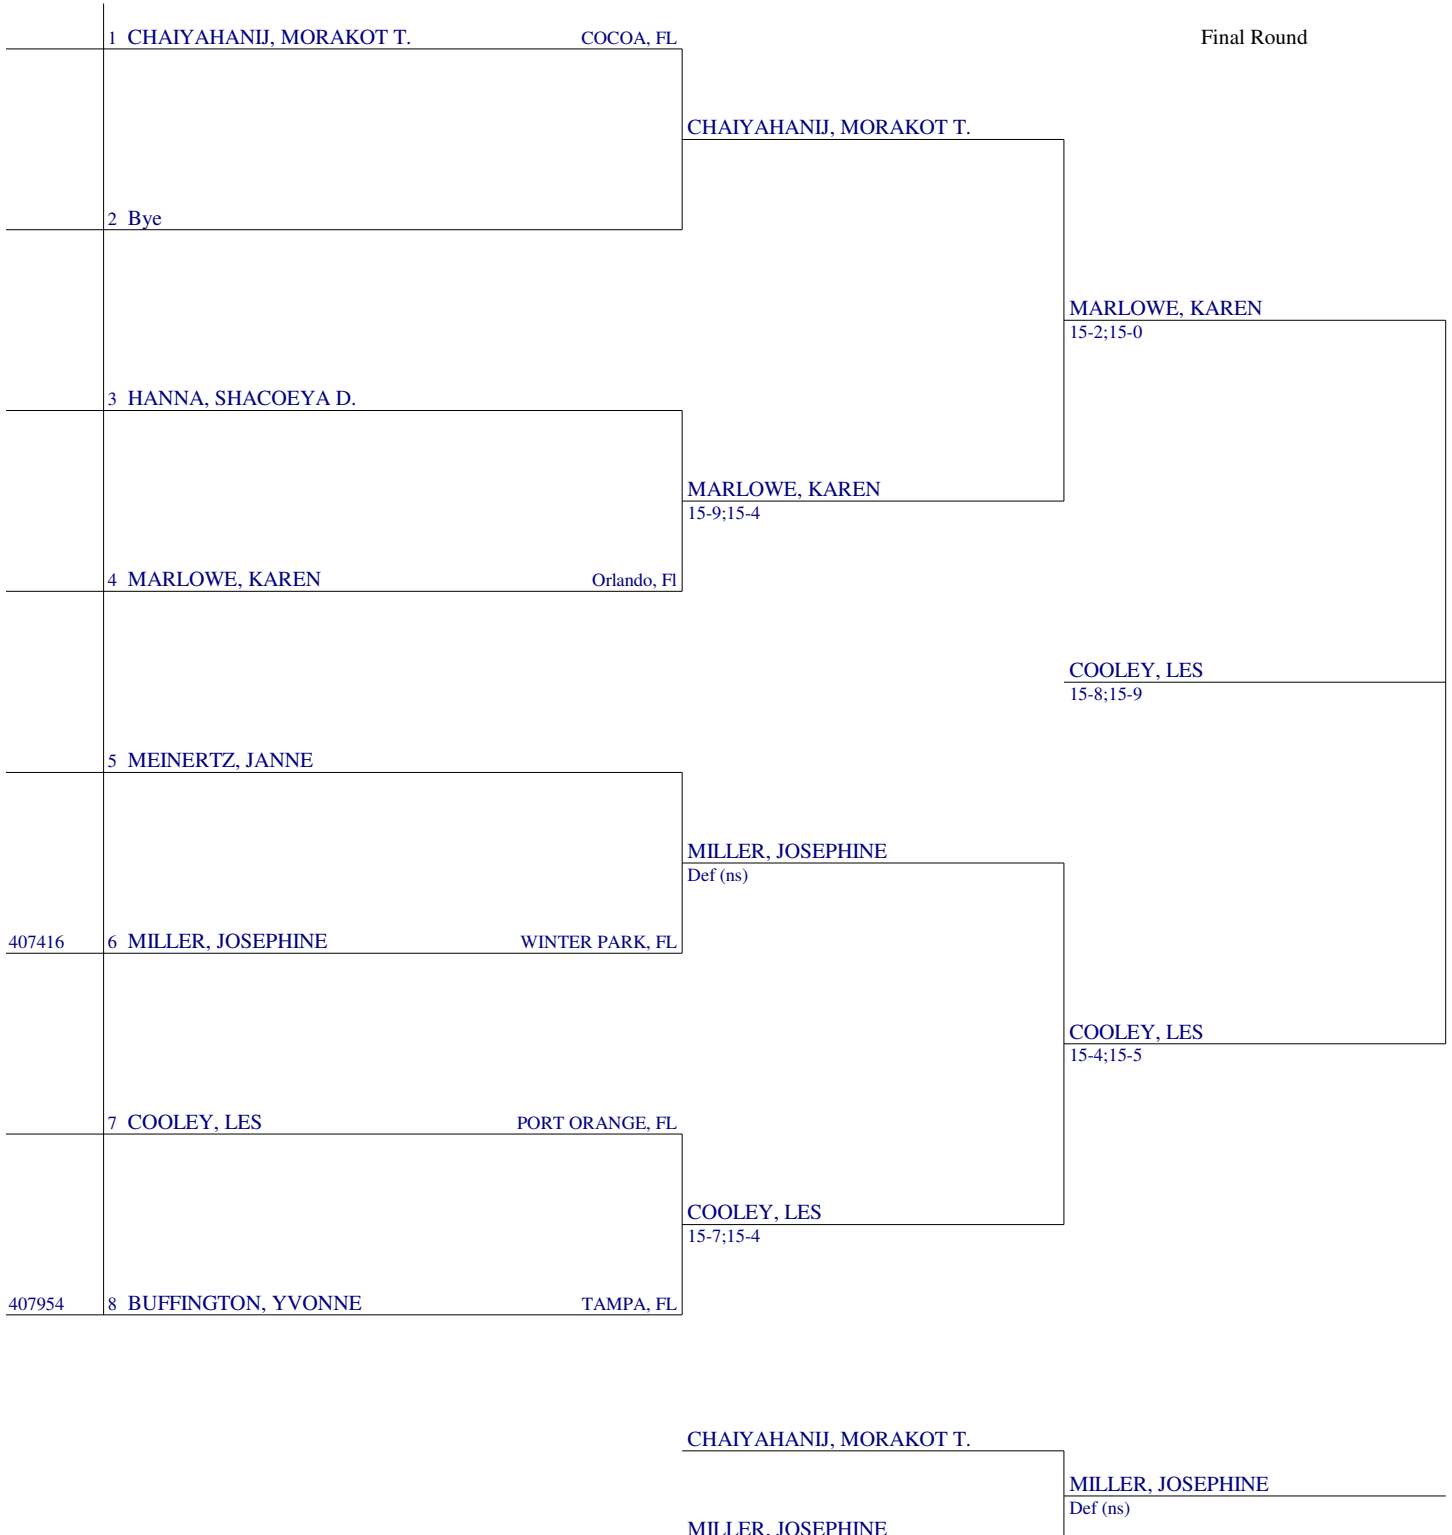 1 CHAIYAHANIJ, MORAKOT T. COCOA, FL
Final Round
CHAIYAHANIJ, MORAKOT T.
2 Bye
MARLOWE, KAREN
15-2;15-0
3 HANNA, SHACOEYA D.
MARLOWE, KAREN
15-9;15-4
4 MARLOWE, KAREN Orlando, Fl
COOLEY, LES
15-8;15-9
5 MEINERTZ, JANNE
MILLER, JOSEPHINE
Def (ns)
407416 6 MILLER, JOSEPHINE WINTER PARK, FL
COOLEY, LES
15-4;15-5
7 COOLEY, LES PORT ORANGE, FL
COOLEY, LES
15-7;15-4
407954 8 BUFFINGTON, YVONNE TAMPA, FL
CHAIYAHANIJ, MORAKOT T.
MILLER, JOSEPHINE
Def (ns)
MILLER, JOSEPHINE